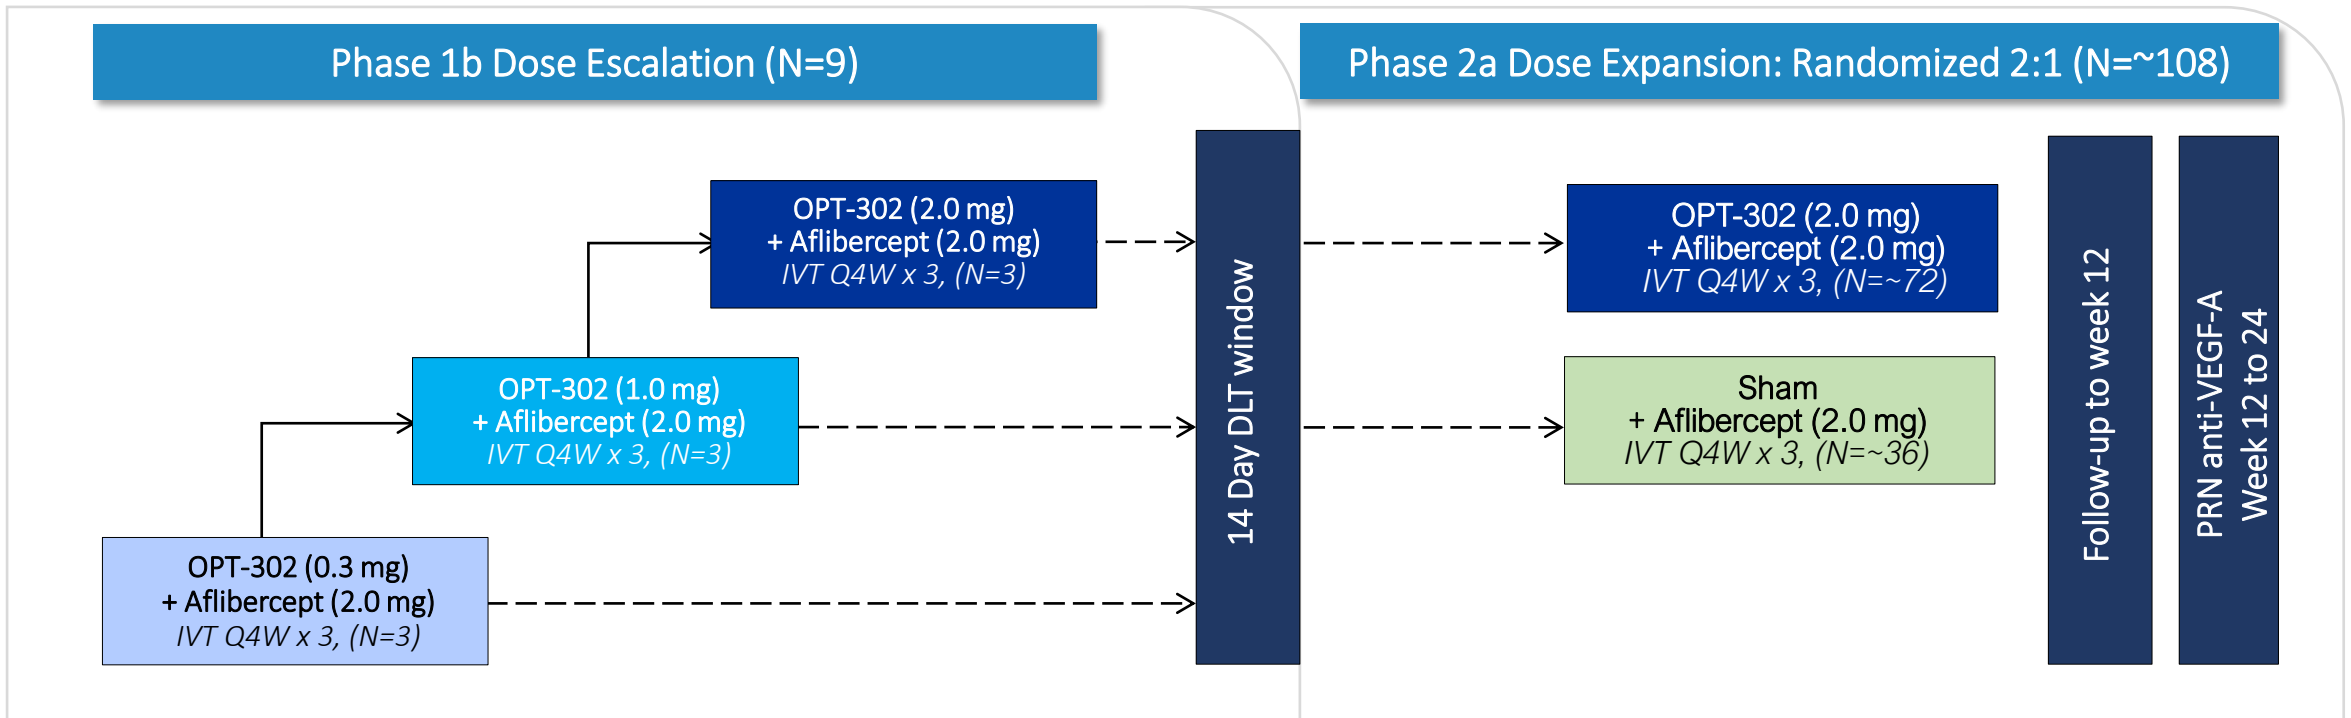 Phase 1b Dose Escalation (N=9)
Phase 2a Dose Expansion: Randomized 2:1 (N=~108)
OPT-302 (2.0 mg)
+ Aflibercept (2.0 mg)
IVT Q4W x 3, (N=3)
OPT-302 (1.0 mg)
+ Aflibercept (2.0 mg)
IVT Q4W x 3, (N=3)
OPT-302 (0.3 mg)
+ Aflibercept (2.0 mg)
IVT Q4W x 3, (N=3)
14 Day DLT window
OPT-302 (2.0 mg)
+ Aflibercept (2.0 mg)
IVT Q4W x 3, (N=~72)
Sham
+ Aflibercept (2.0 mg)
IVT Q4W x 3, (N=~36)
Follow-up to week 12
PRN anti-VEGF-A
Week 12 to 24